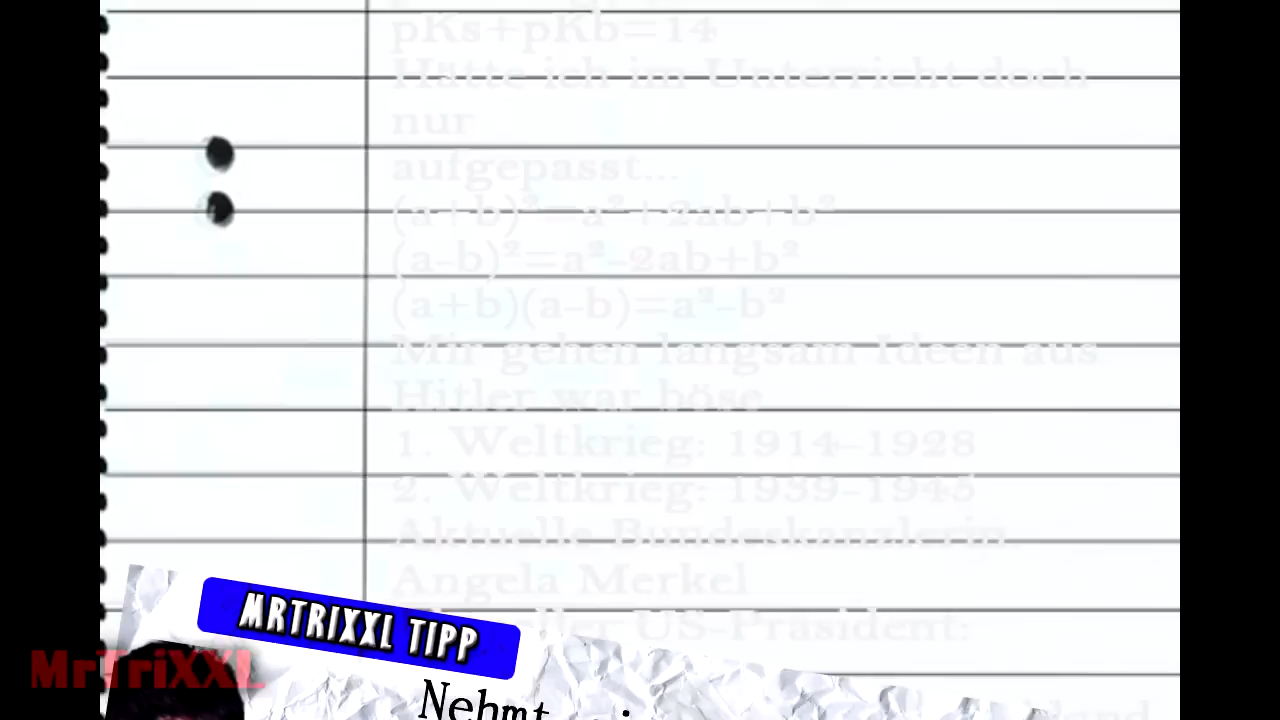 pKs+pKb=14
Hätte ich im Unterricht doch
nur
aufgepasst...
(a+b)²=a²+2ab+b²
(a-b)²=a²-2ab+b²
(a+b)(a-b)=a²-b²
Mir gehen langsam Ideen aus
Hitler war böse
1. Weltkrieg: 1914-1928
2. Weltkrieg: 1939-1945
Aktuelle Bundeskanzlerin:
Angela Merkel
US-Präsident:
MRTRIXXL TIPP
MrTriXXL
Nehmt